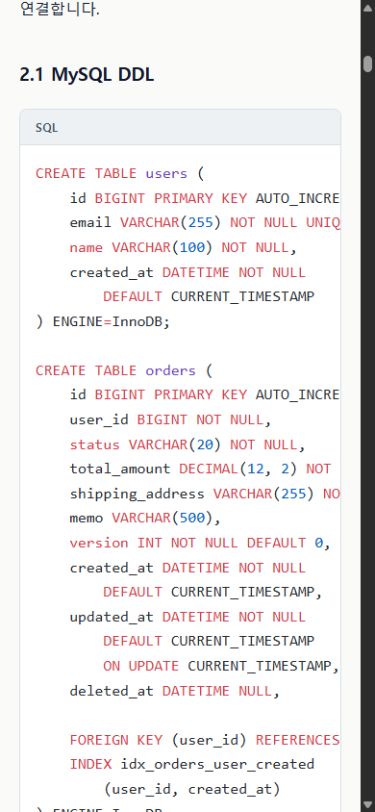 연결합니다.
2.1 MySQL DDL
SQL
CREATE TABLE users (
    id BIGINT PRIMARY KEY AUTO_INCRE
    email VARCHAR(255) NOT NULL UNIQ
    name VARCHAR(100) NOT NULL,
    created_at DATETIME NOT NULL
        DEFAULT CURRENT_TIMESTAMP
) ENGINE=InnoDB;
CREATE TABLE orders (
    id BIGINT PRIMARY KEY AUTO_INCRE
    user_id BIGINT NOT NULL,
    status VARCHAR(20) NOT NULL,
    total_amount DECIMAL(12, 2) NOT
    shipping_address VARCHAR(255) NO
    memo VARCHAR(500),
    version INT NOT NULL DEFAULT 0,
    created_at DATETIME NOT NULL
        DEFAULT CURRENT_TIMESTAMP,
    updated_at DATETIME NOT NULL
        DEFAULT CURRENT_TIMESTAMP
        ON UPDATE CURRENT_TIMESTAMP,
    deleted_at DATETIME NULL,
    FOREIGN KEY (user_id) REFERENCES
    INDEX idx_orders_user_created
        (user_id, created_at)
) ENGINE=InnoDB